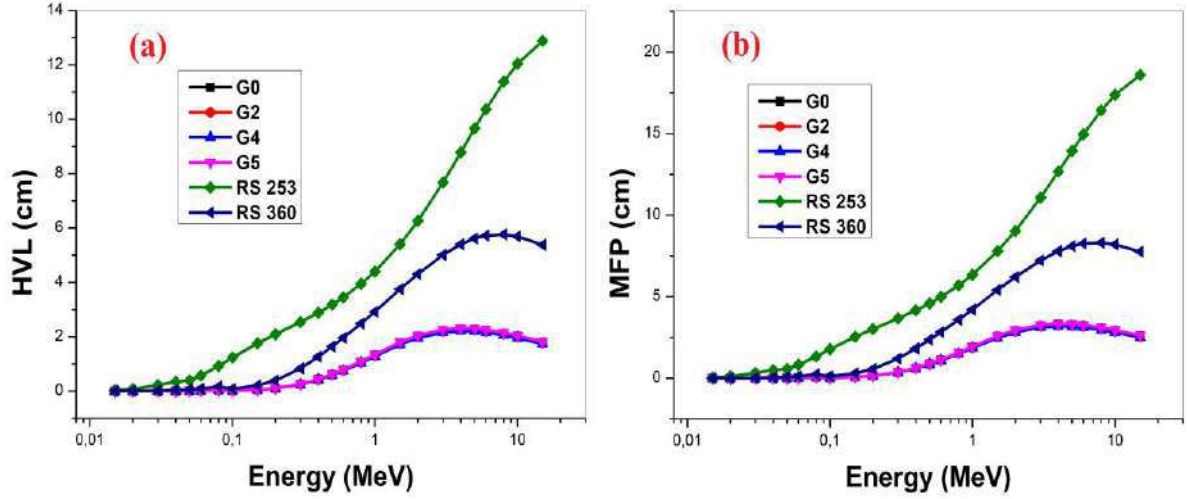 (a)
14
12
10
8
6
4
2
0
HVL (cm)
G0
G2
G4
G5
RS 253
RS 360
0,01
0,1
1
10
Energy (MeV)
(b)
20
15
10
5
0
MFP (cm)
G0
G2
G4
G5
RS 253
RS 360
0,01
0,1
1
10
Energy (MeV)